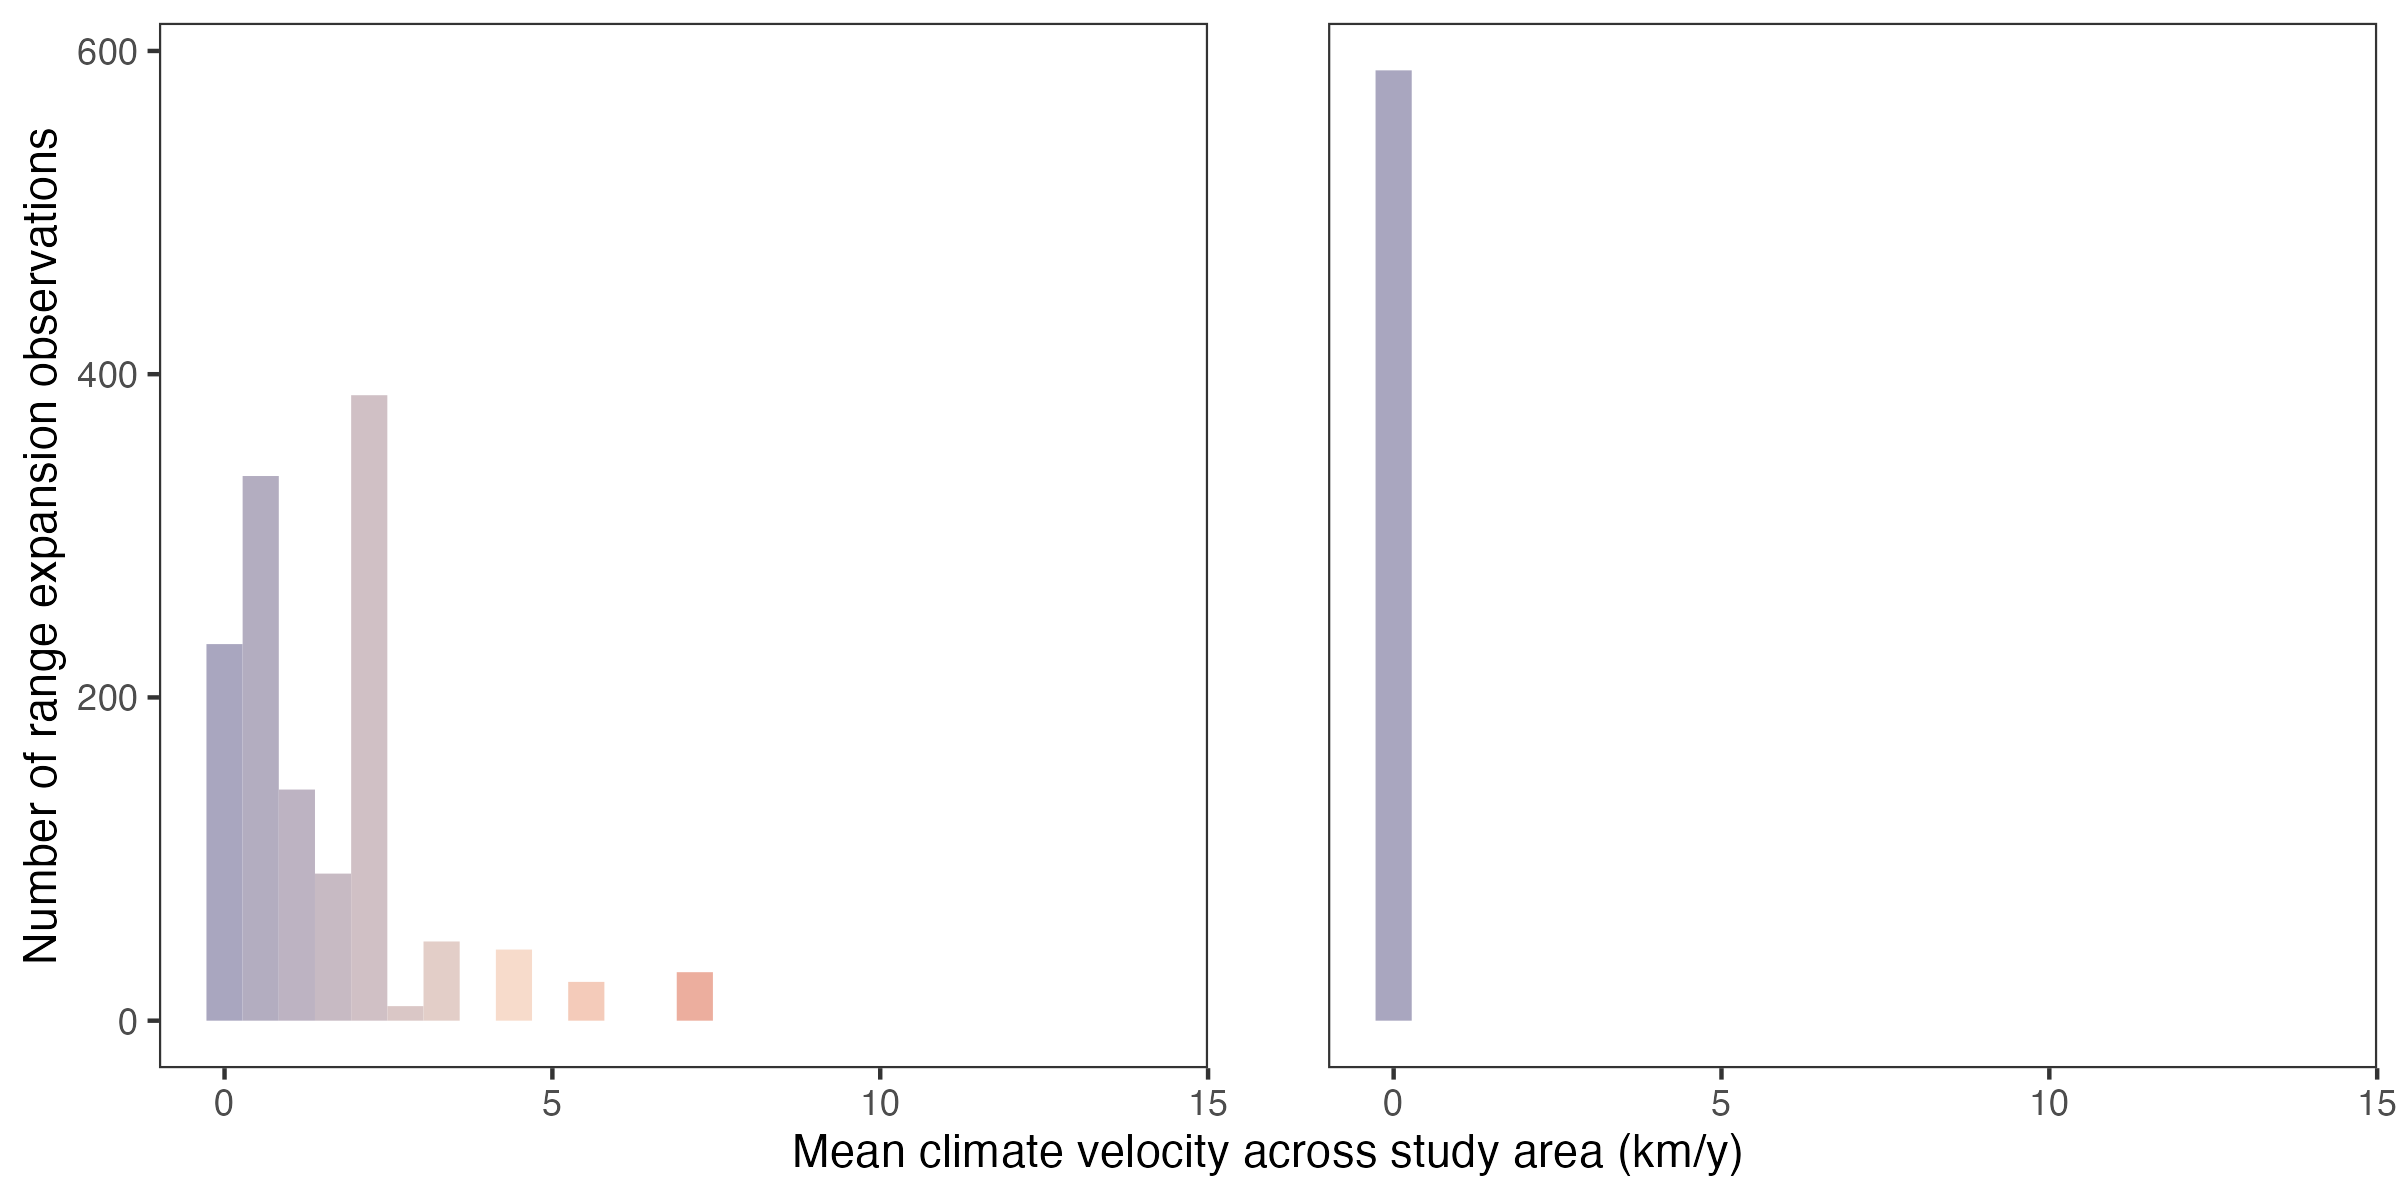 Number of range expansion observations
600
400
200
0
0 5 10 15
0 5 10 15
Mean climate velocity across study area (km/y)